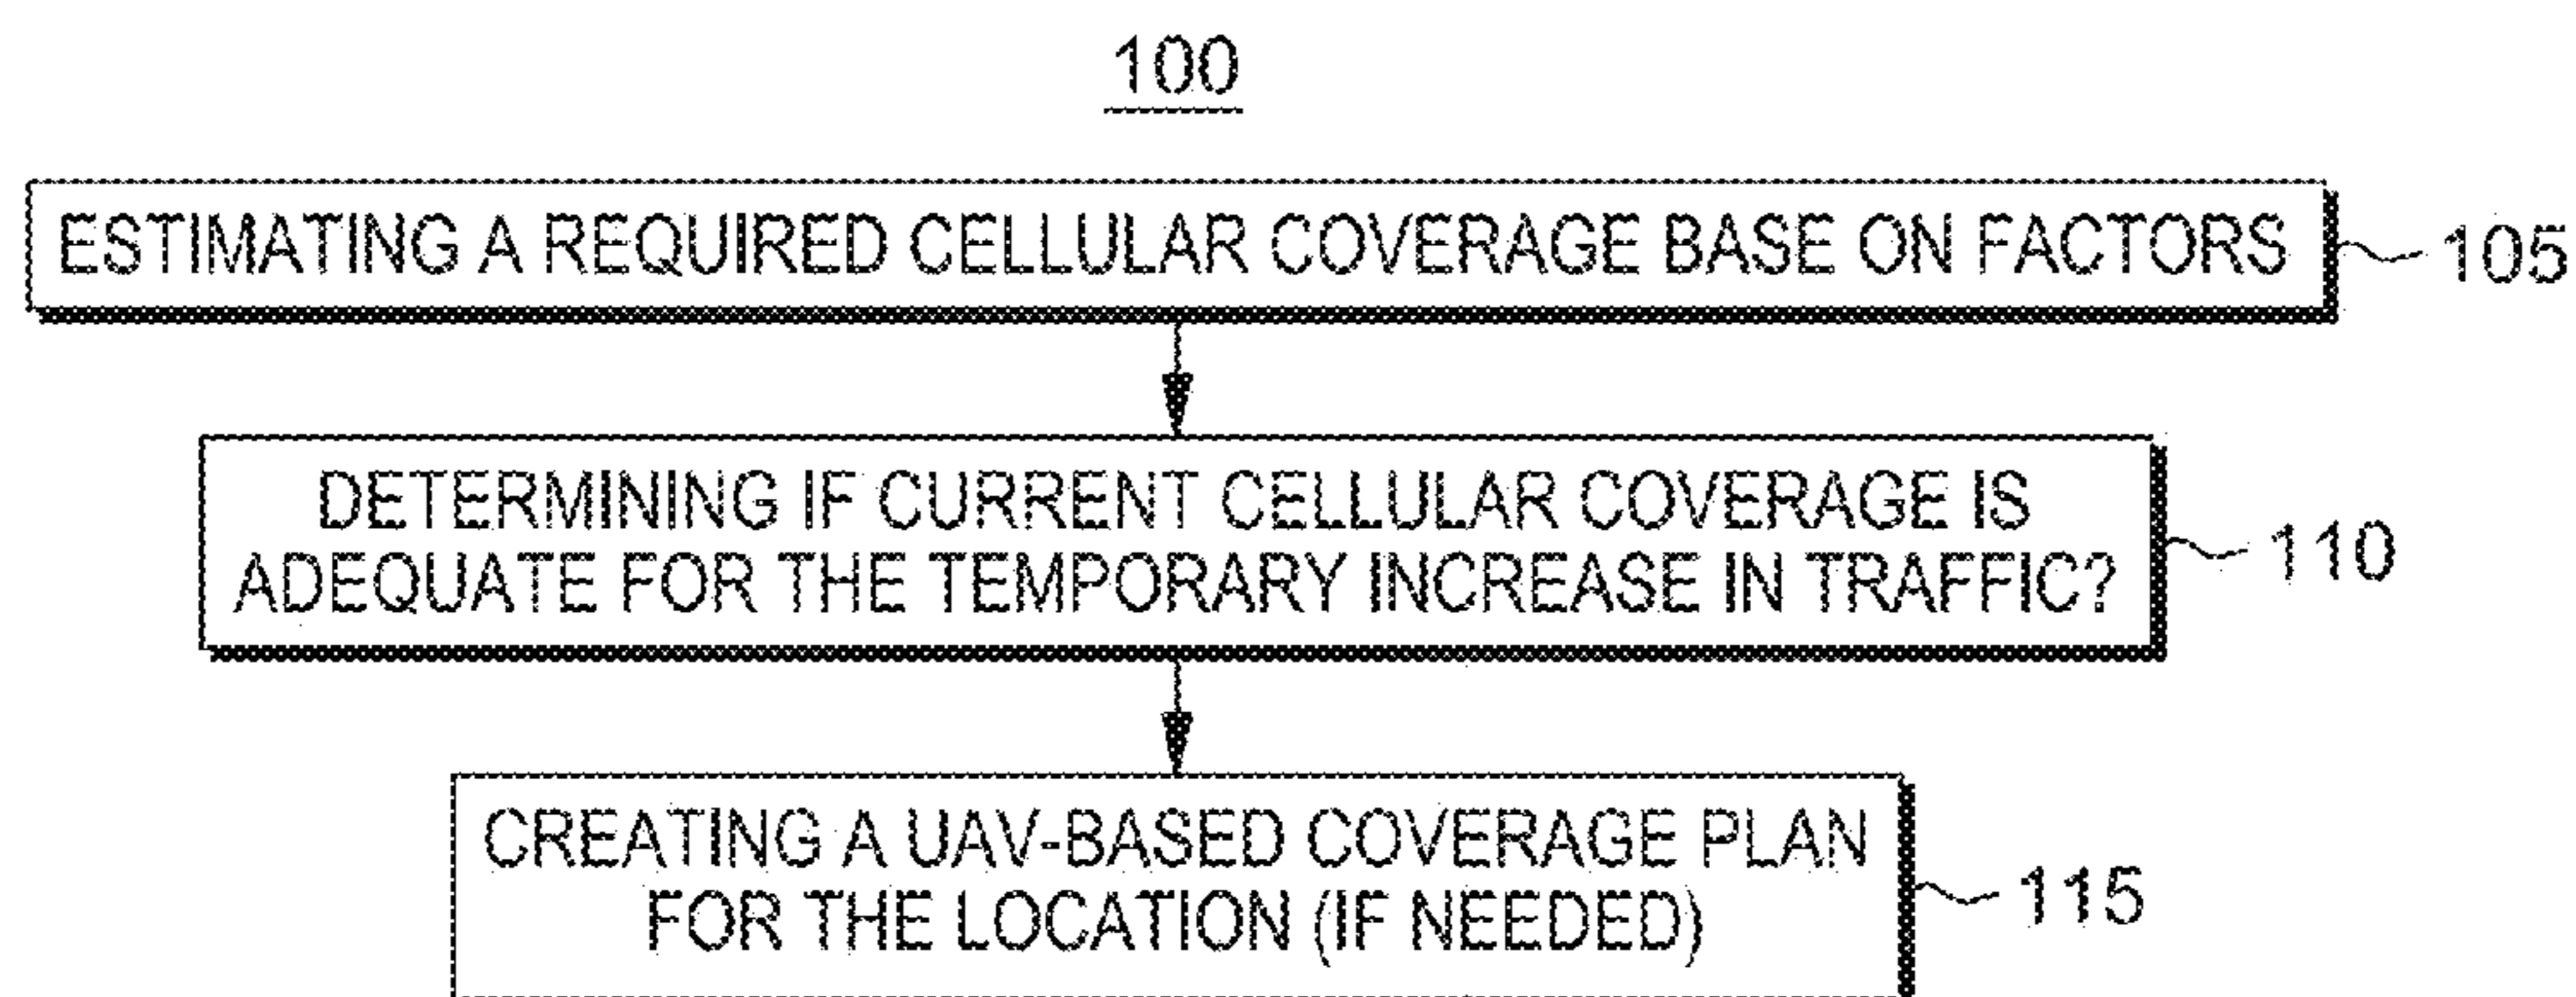 100
ESTIMATING A REQUIRED CELLULAR COVERAGE BASE ON FACTORS
105
DETERMINING IF CURRENT CELLULAR COVERAGE IS
ADEQUATE FOR THE TEMPORARY INCREASE IN TRAFFIC?
110
CREATING A UAV-BASED COVERAGE PLAN
FOR THE LOCATION (IF NEEDED)
115